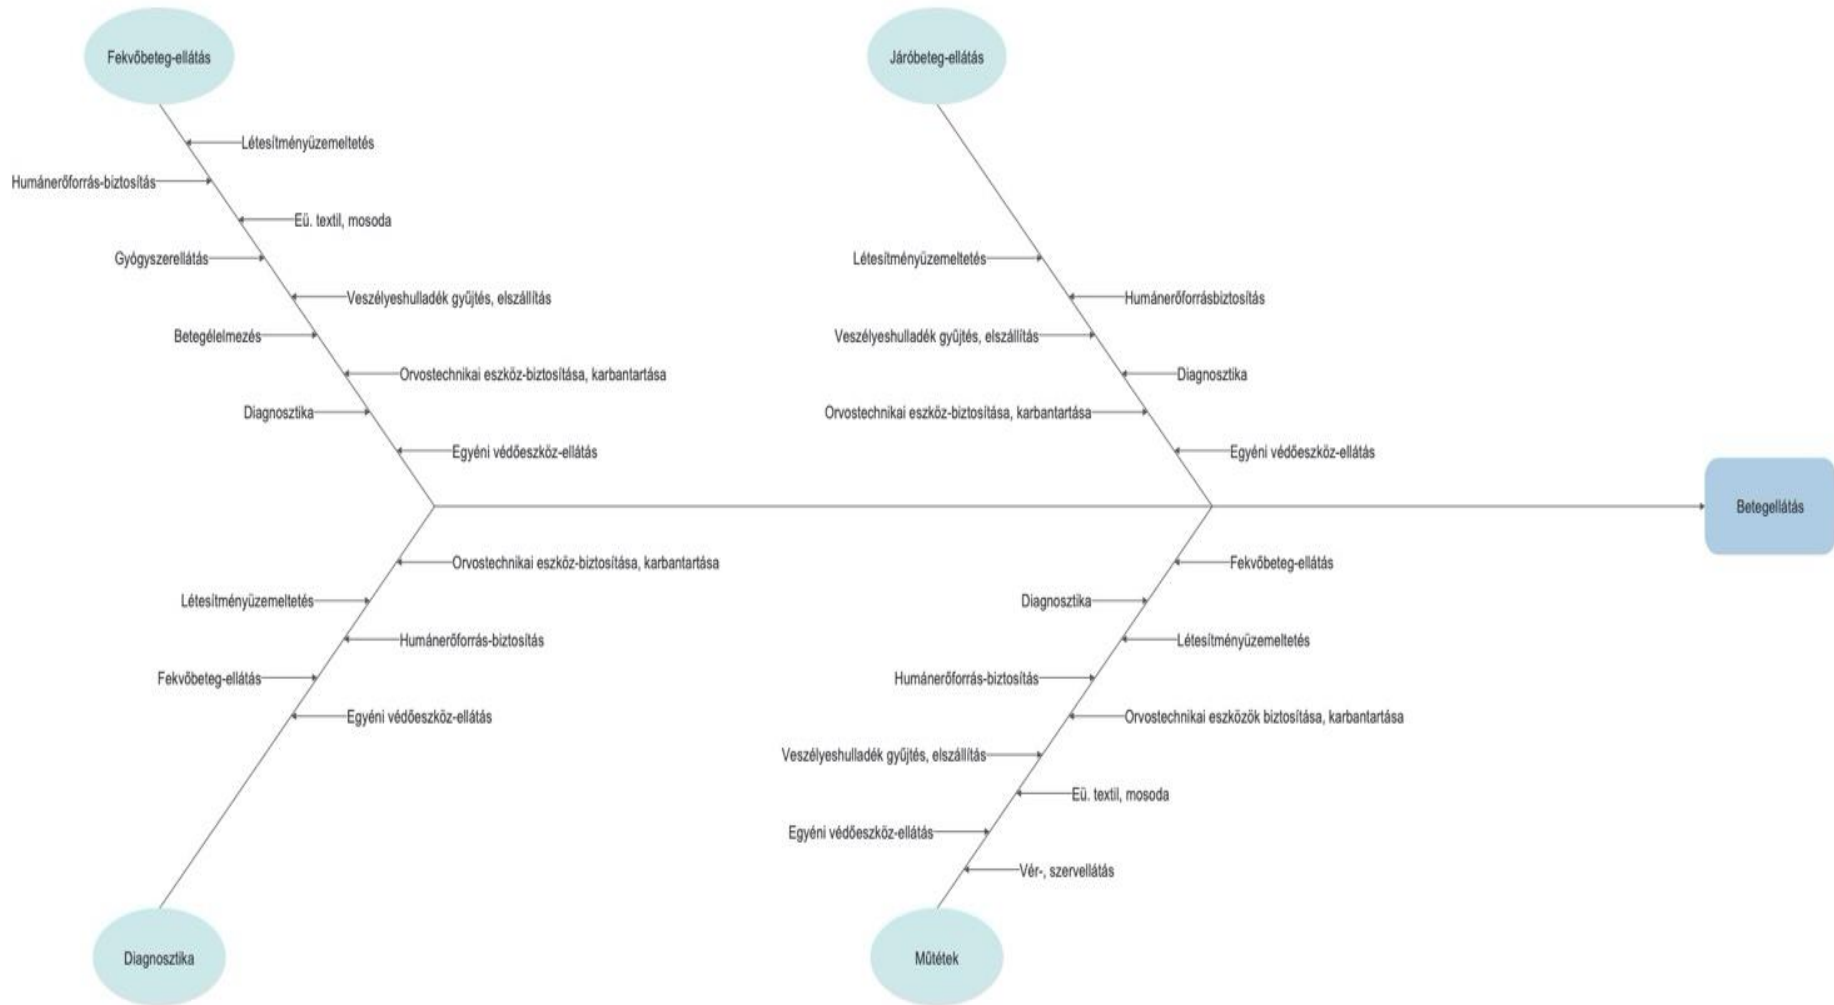 Fekvőbeteg-ellátás
Létesítményüzemeltetés
Humánerőforrás-biztosítás
Eü. textil, mosoda
Gyógyszerellátás
Veszélyeshulladék gyűjtés, elszállítás
Betegélelmezés
Orvostechnikai eszköz-biztosítása, karbantartása
Diagnosztika
Egyéni védőeszköz-ellátás
Járóbeteg-ellátás
Létesítményüzemeltetés
Humánerőforrásbiztosítás
Veszélyeshulladék gyűjtés, elszállítás
Diagnosztika
Orvostechnikai eszköz-biztosítása, karbantartása
Egyéni védőeszköz-ellátás
Betegellátás
Orvostechnikai eszköz-biztosítása, karbantartása
Létesítményüzemeltetés
Humánerőforrás-biztosítás
Fekvőbeteg-ellátás
Egyéni védőeszköz-ellátás
Diagnosztika
Fekvőbeteg-ellátás
Diagnosztika
Létesítményüzemeltetés
Humánerőforrás-biztosítás
Orvostechnikai eszközök biztosítása, karbantartása
Veszélyeshulladék gyűjtés, elszállítás
Eü. textil, mosoda
Egyéni védőeszköz-ellátás
Vér-, szervellátás
Műtétek